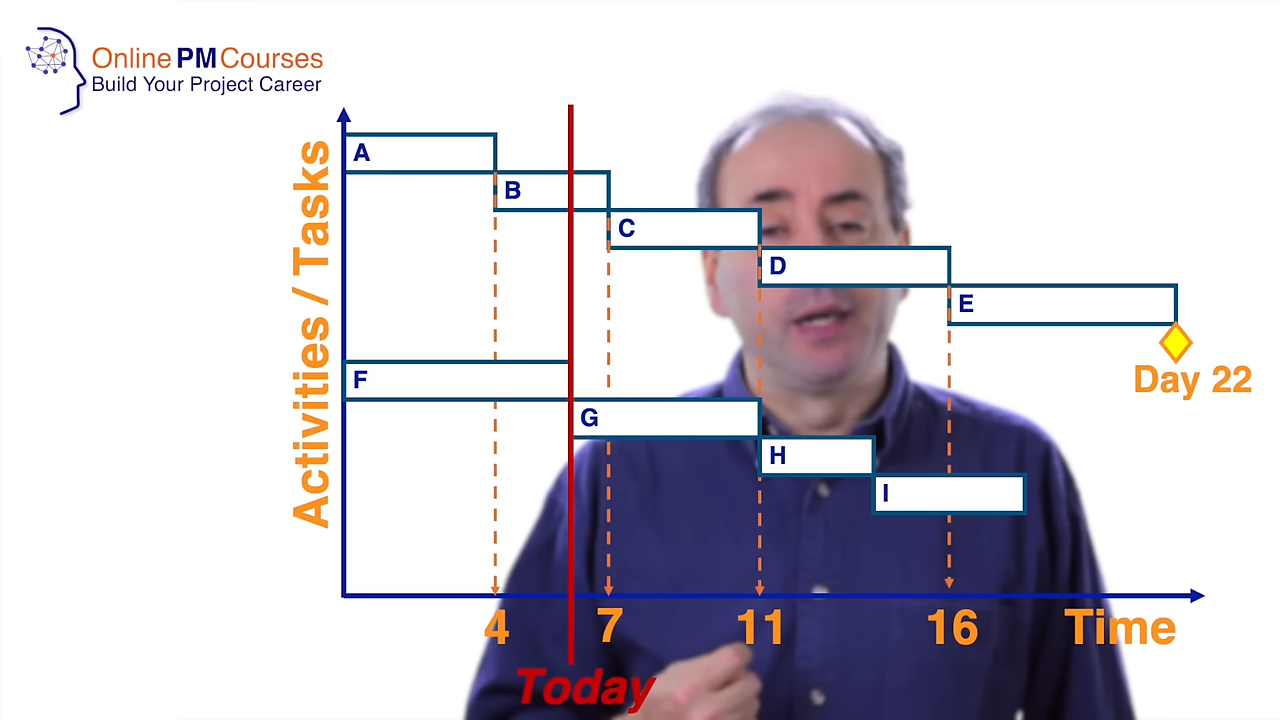 Online PM Courses
Build Your Project Career
Activities / Tasks
A
B
C
D
E
Day 22
F
G
H
I
4
7
11
16
Time
Today